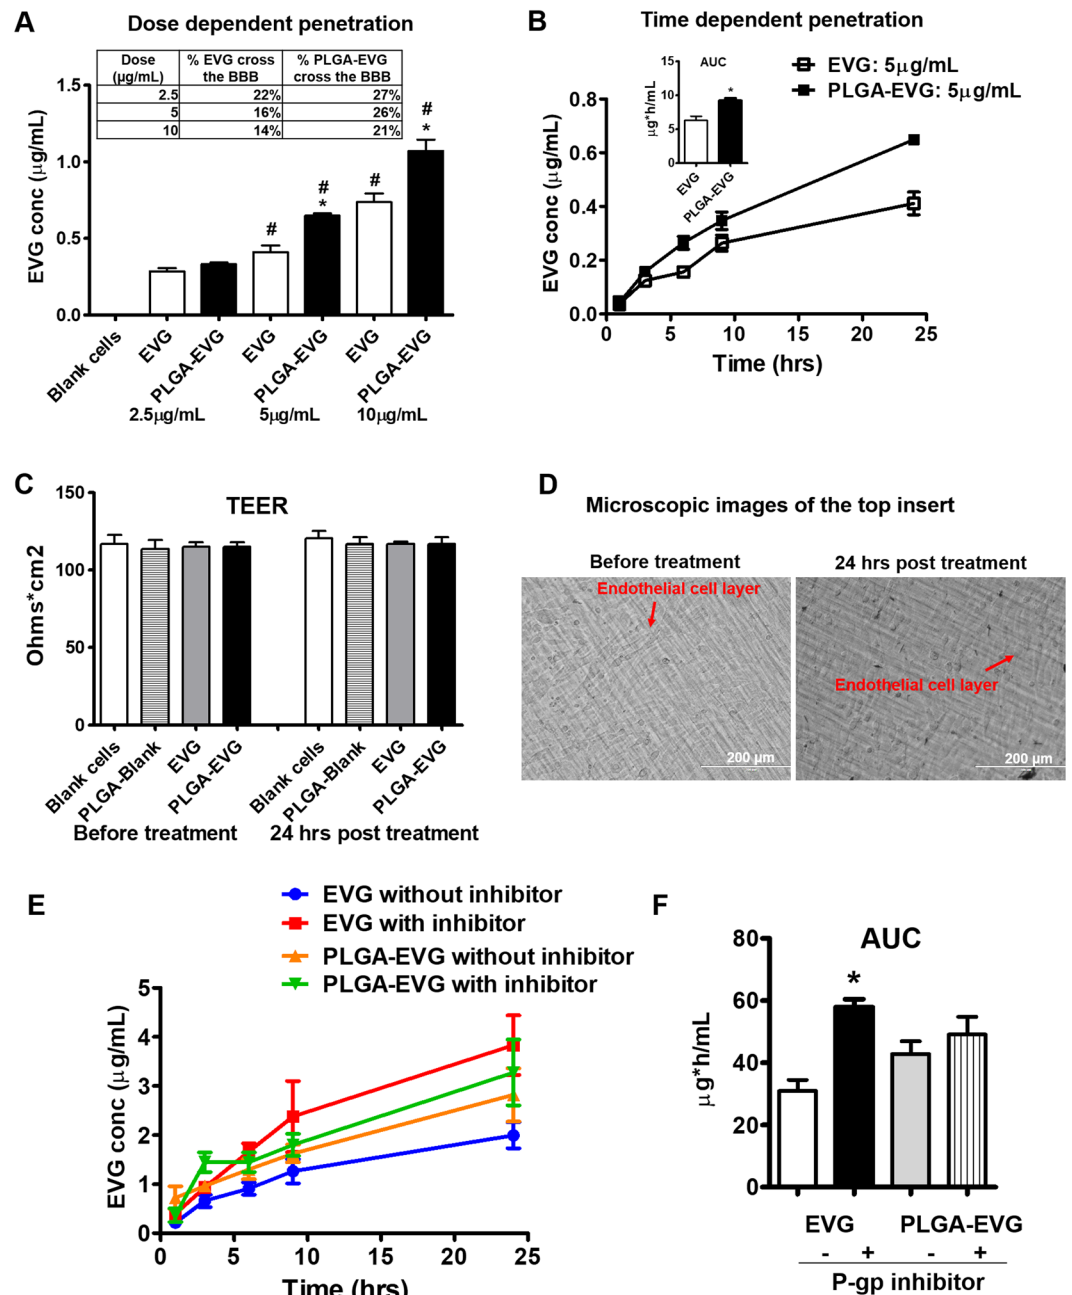 A
Dose dependent penetration
Dose (μg/mL) % EVG cross the BBB % PLGA-EVG cross the BBB
2.5 22% 27%
5 16% 26%
10 14% 21%
EVG conc (μg/mL)
1.5
1.0
0.5
0.0
#
#
*
#
#
*
Blank cells
EVG
PLGA-EVG
EVG
PLGA-EVG
EVG
PLGA-EVG
2.5μg/mL 5μg/mL 10μg/mL
B
Time dependent penetration
EVG: 5μg/mL
PLGA-EVG: 5μg/mL
AUC
μg*h/mL
15
10
5
0
*
EVG
PLGA-EVG
EVG conc (μg/mL)
0.8
0.6
0.4
0.2
0.0
0 5 10 15 20 25
Time (hrs)
C
TEER
Ohms*cm2
150
100
50
0
Blank cells
PLGA-Blank
EVG
PLGA-EVG
Blank cells
PLGA-Blank
EVG
PLGA-EVG
Before treatment 24 hrs post treatment
D
Microscopic images of the top insert
Before treatment 24 hrs post treatment
Endothelial cell layer
Endothelial cell layer
200 μm 200 μm
E
EVG without inhibitor
EVG with inhibitor
PLGA-EVG without inhibitor
PLGA-EVG with inhibitor
EVG conc (μg/mL)
5
4
3
2
1
0
0 5 10 15 20 25
Time (hrs)
F
AUC
μg*h/mL
80
60
40
20
0
*
EVG PLGA-EVG
- + - +
P-gp inhibitor